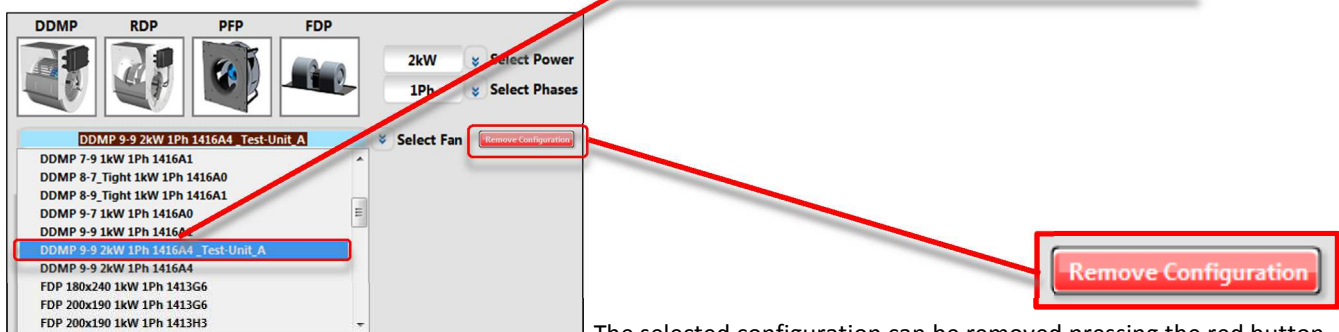 DDMP RDP PFP FDP
2kW Select Power
1Ph Select Phases
DDMP 9-9 2kW 1Ph 1416A4_Test-Unit_A Select Fan Remove Configuration
DDMP 7-9 1kW 1Ph 1416A1
DDMP 8-7_Tight 1kW 1Ph 1416A0
DDMP 8-9_Tight 1kW 1Ph 1416A1
DDMP 9-7 1kW 1Ph 1416A0
DDMP 9-9 1kW 1Ph 1416A1
DDMP 9-9 2kW 1Ph 1416A4_Test-Unit_A
DDMP 9-9 2kW 1Ph 1416A4
FDP 180x240 1kW 1Ph 1413G6
FDP 200x190 1kW 1Ph 1413G6
FDP 200x190 1kW 1Ph 1413H3
Remove Configuration
The selected configuration can be removed pressing the red button